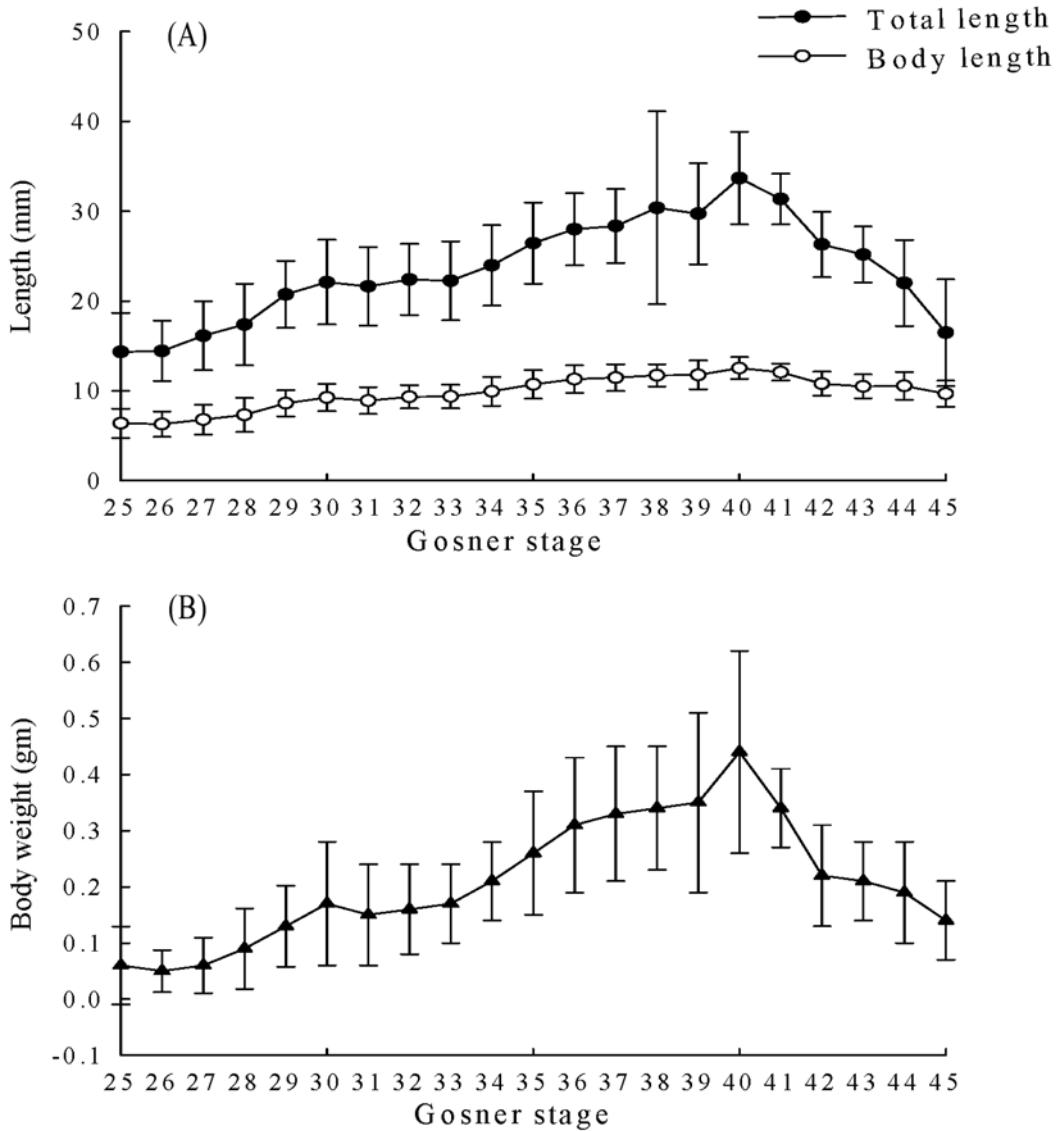 (A)
Total length
Body length
50
40
30
20
10
0
Length (mm)
25 26 27 28 29 30 31 32 33 34 35 36 37 38 39 40 41 42 43 44 45
Gosner stage
(B)
0.7
0.6
0.5
0.4
0.3
0.2
0.1
0.0
-0.1
Body weight (gm)
25 26 27 28 29 30 31 32 33 34 35 36 37 38 39 40 41 42 43 44 45
Gosner stage